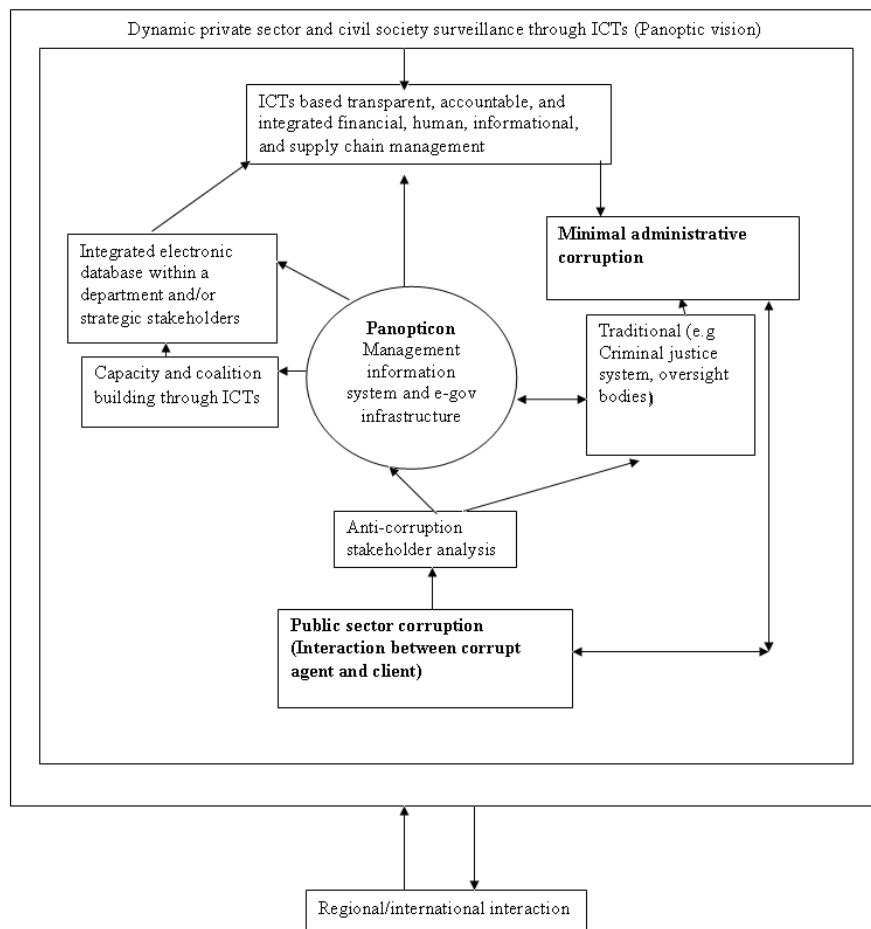 Dynamic private sector and civil society surveillance through ICTs (Panoptic vision)
ICTs based transparent, accountable, and
integrated financial, human, informational,
and supply chain management
Minimal administrative
corruption
Integrated electronic
database within a
department and/or
strategic stakeholders
Panopticon
Management
information
system and e-gov
infrastructure
Traditional (e.g
Criminal justice
system, oversight
bodies)
Capacity and coalition
building through ICTs
Anti-corruption
stakeholder analysis
Public sector corruption
(Interaction between corrupt
agent and client)
Regional/international interaction